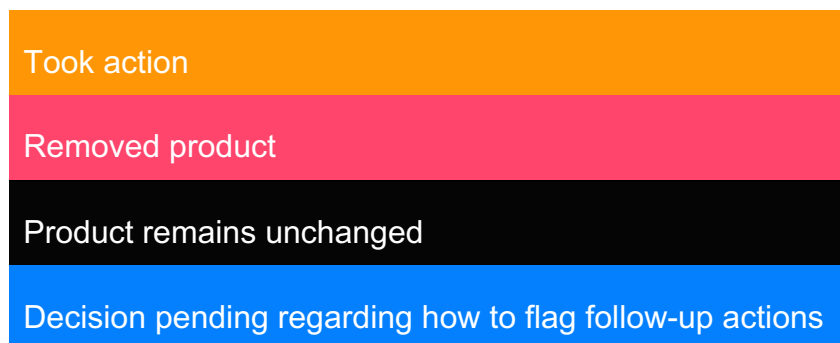 Took action
Removed product
Product remains unchanged
Decision pending regarding how to flag follow-up actions